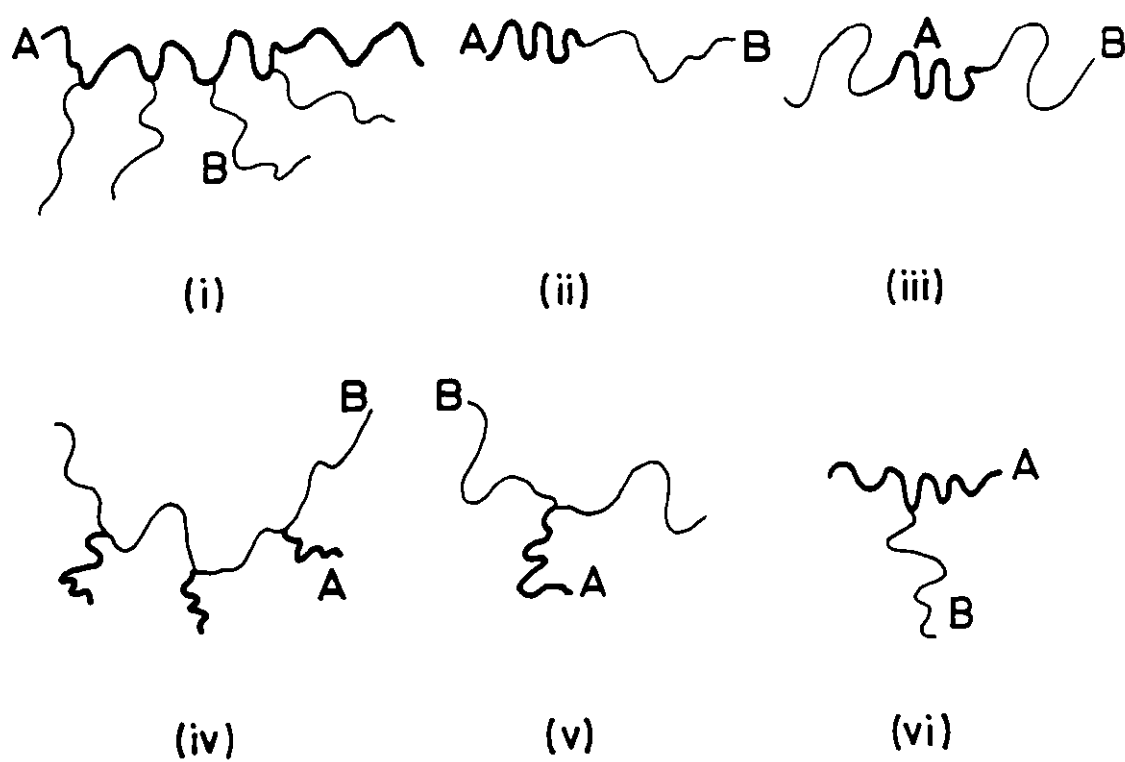 A A B A B
B
(i) (ii) (iii)
B B A
A A B
(iv) (v) (vi)